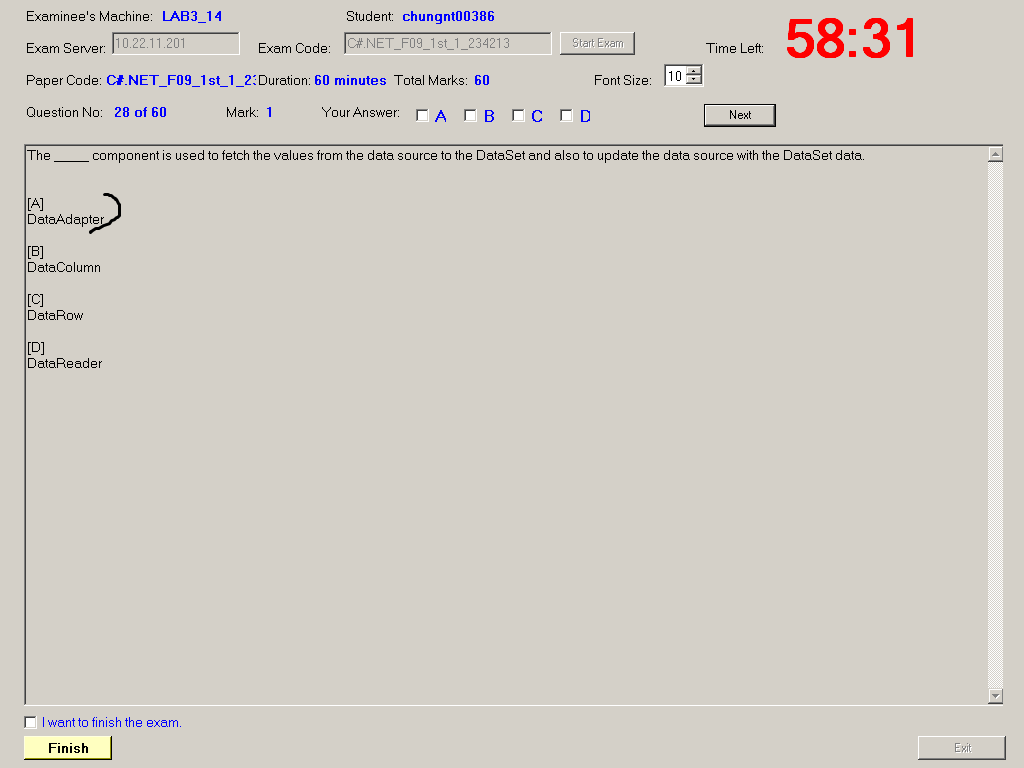 Examinee's Machine: LAB3_14 Student: chungnt00386
Exam Server: 10.22.11.201 Exam Code: C#.NET_F09_1st_1_234213 Start Exam Time Left: 58:31
Paper Code: C#.NET_F09_1st_1_23 Duration: 60 minutes Total Marks: 60 Font Size: 10
Question No: 28 of 60 Mark: 1 Your Answer: A B C D Next
The _____ component is used to fetch the values from the data source to the DataSet and also to update the data source with the DataSet data.
[A]
DataAdapter
[B]
DataColumn
[C]
DataRow
[D]
DataReader
I want to finish the exam.
Finish Exit